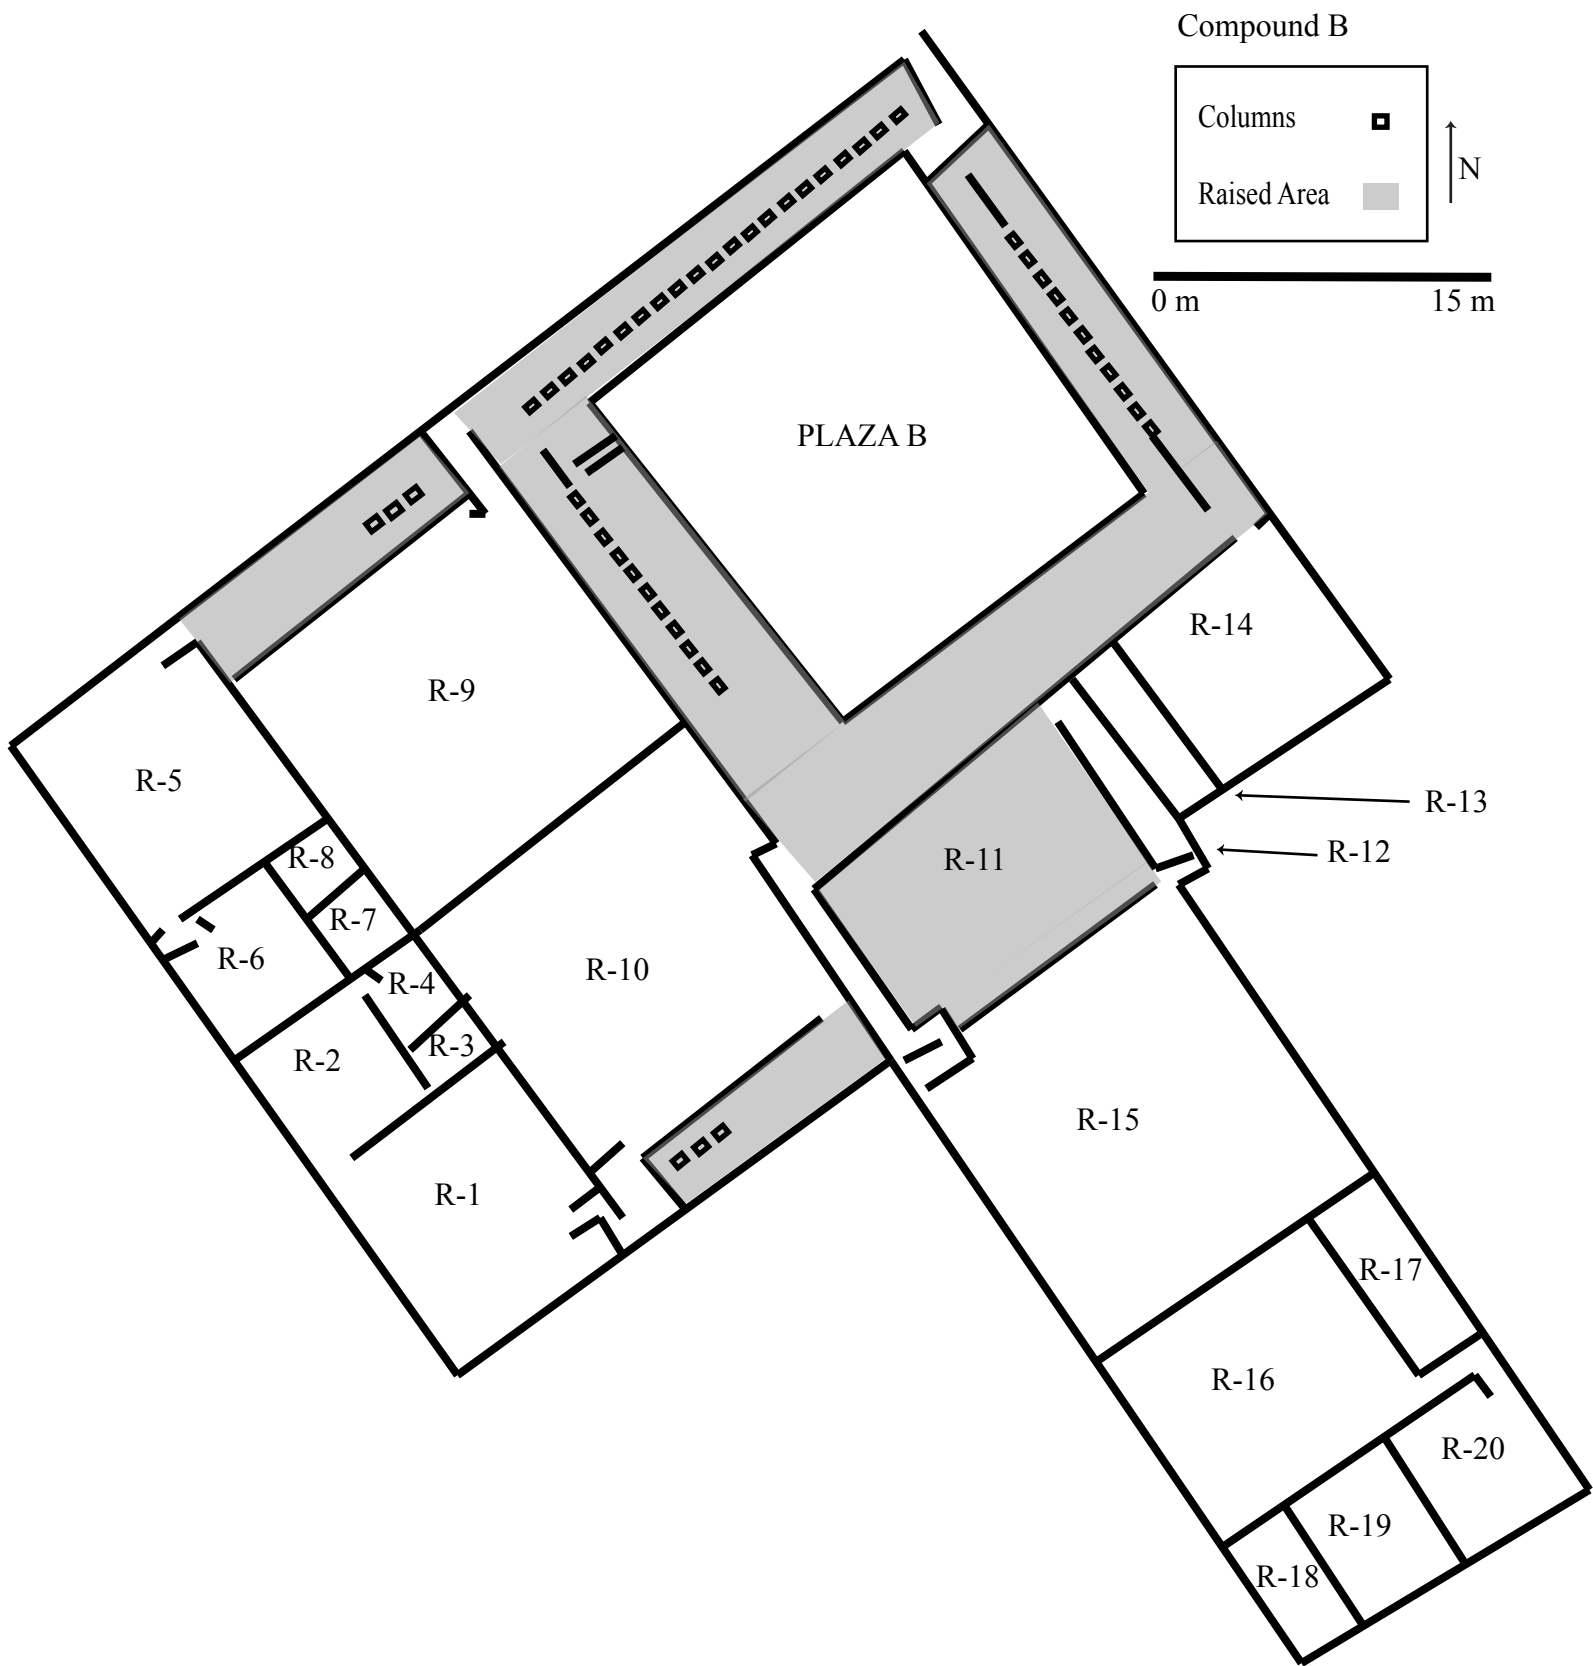 Compound B
Columns
Raised Area
N
0 m 15 m
PLAZA B
R-14
R-9
R-5
R-13
R-12
R-8
R-11
R-7
R-6
R-10
R-4
R-3
R-2
R-15
R-1
R-17
R-16
R-20
R-19
R-18